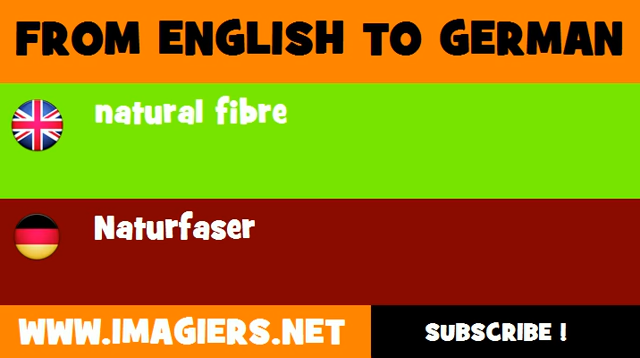 FROM ENGLISH TO GERMAN
natural fibre
Naturfaser
WWW.IMAGIERS.NET
SUBSCRIBE !